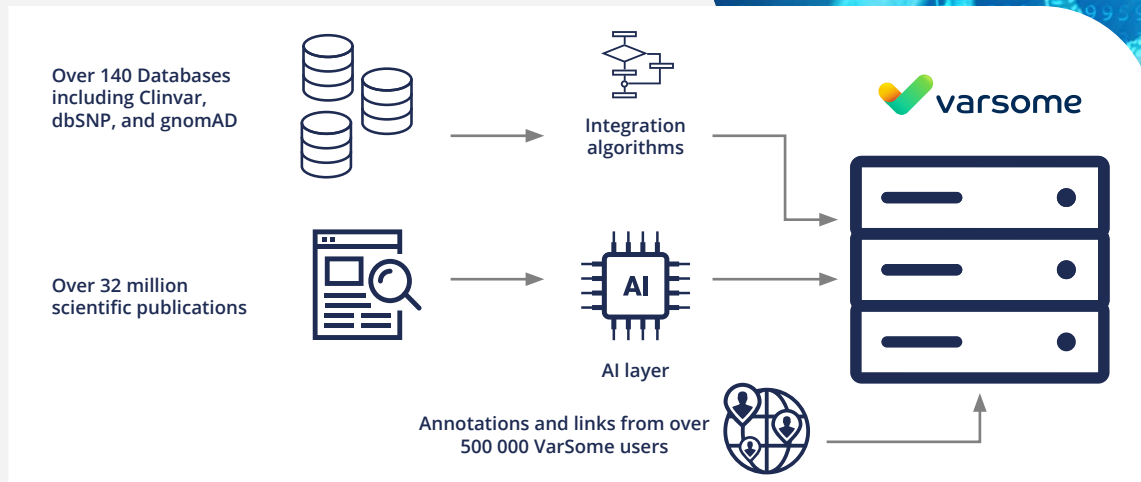 Over 140 Databases
including Clinvar,
dbSNP, and gnomAD
Integration
algorithms
varsome
Over 32 million
scientific publications
AI
AI layer
Annotations and links from over
500 000 VarSome users